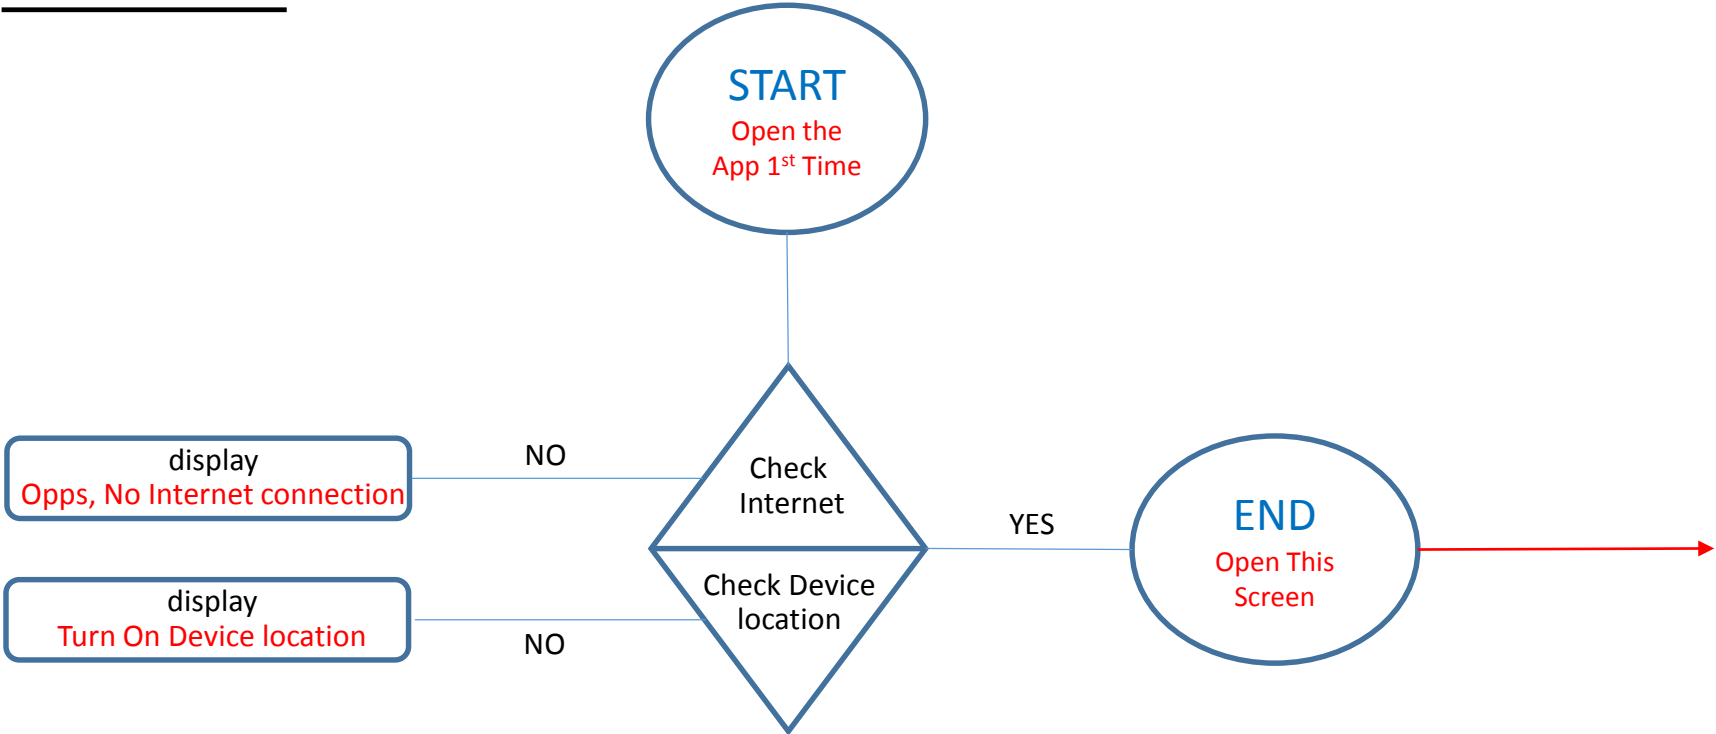 START
Open the
App 1st Time
display
Opps, No Internet connection
NO
Check
Internet
YES
END
Open This
Screen
display
Turn On Device location
NO
Check Device
location